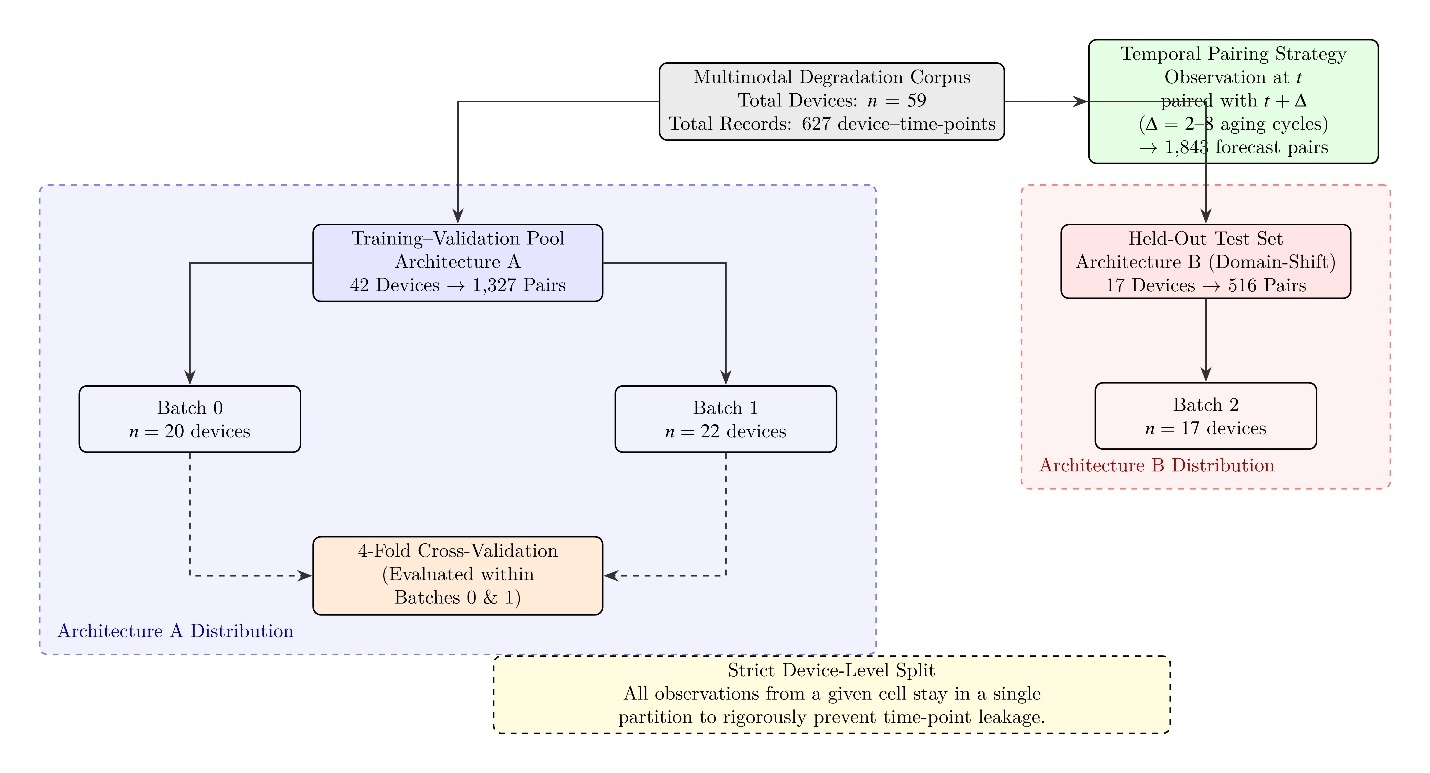 Multimodal Degradation Corpus
Total Devices: n = 59
Total Records: 627 device–time-points
Temporal Pairing Strategy
Observation at t
paired with t + Δ
(Δ = 2–8 aging cycles)
→ 1,843 forecast pairs
Training–Validation Pool
Architecture A
42 Devices → 1,327 Pairs
Held-Out Test Set
Architecture B (Domain-Shift)
17 Devices → 516 Pairs
Batch 0
n = 20 devices
Batch 1
n = 22 devices
Batch 2
n = 17 devices
Architecture B Distribution
4-Fold Cross-Validation
(Evaluated within
Batches 0 & 1)
Architecture A Distribution
Strict Device-Level Split
All observations from a given cell stay in a single
partition to rigorously prevent time-point leakage.